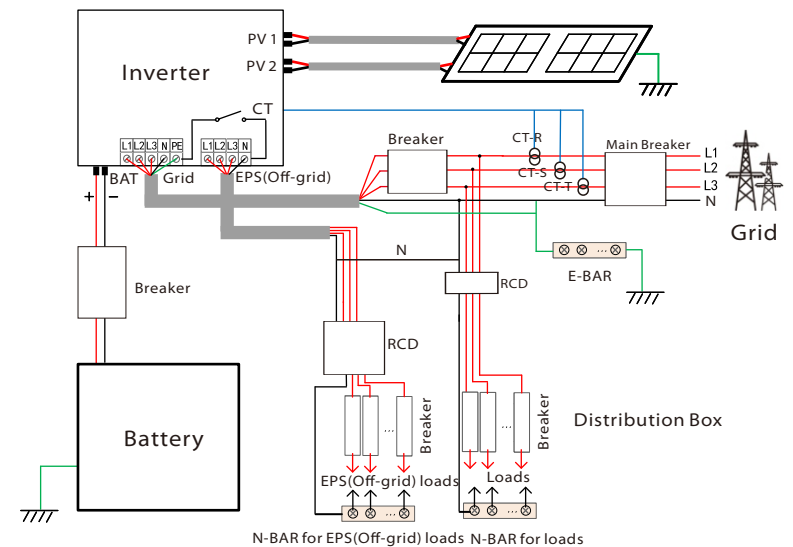 PV 1
PV 2
Inverter
CT
L1 L2 L3 N PE
L1 L2 L3 N
BAT
Grid
EPS(Off-grid)
+
−
Breaker
CT-R
CT-S
CT-T
Main Breaker
L1
L2
L3
N
Grid
N
E-BAR
RCD
Breaker
RCD
Battery
Breaker
Breaker
Distribution Box
...
...
...
EPS(Off-grid) loads
Loads
...
...
N-BAR for EPS(Off-grid) loads
N-BAR for loads